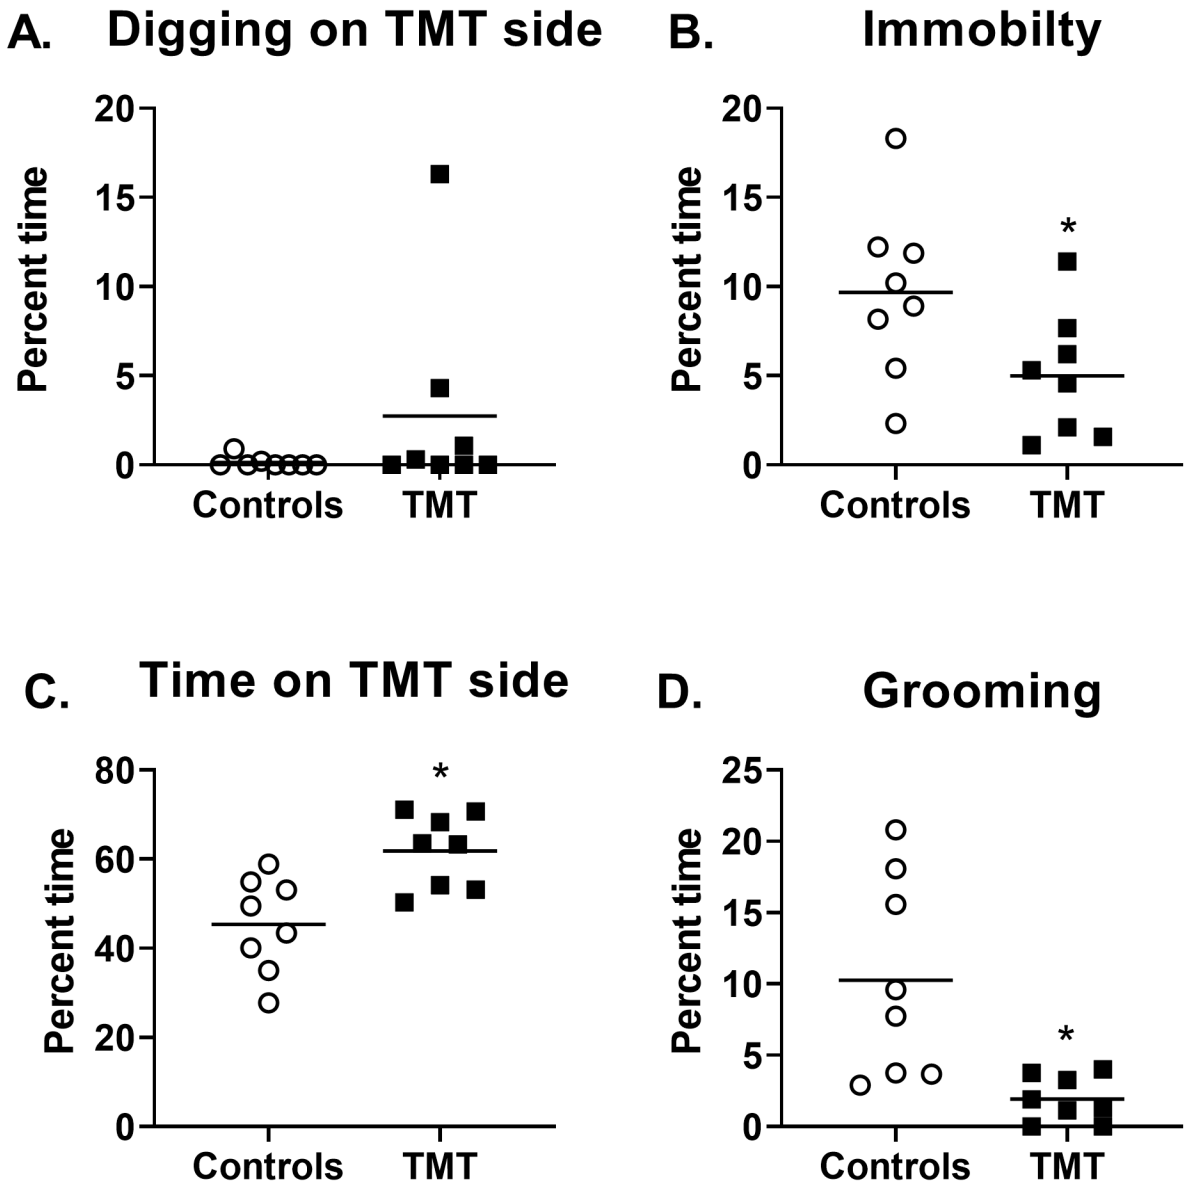 A. Digging on TMT side
Percent time
20
15
10
5
0
Controls TMT
B. Immobilty
Percent time
20
15
10
5
0
*
Controls TMT
C. Time on TMT side
Percent time
80
60
40
20
0
*
Controls TMT
D. Grooming
Percent time
25
20
15
10
5
0
*
Controls TMT